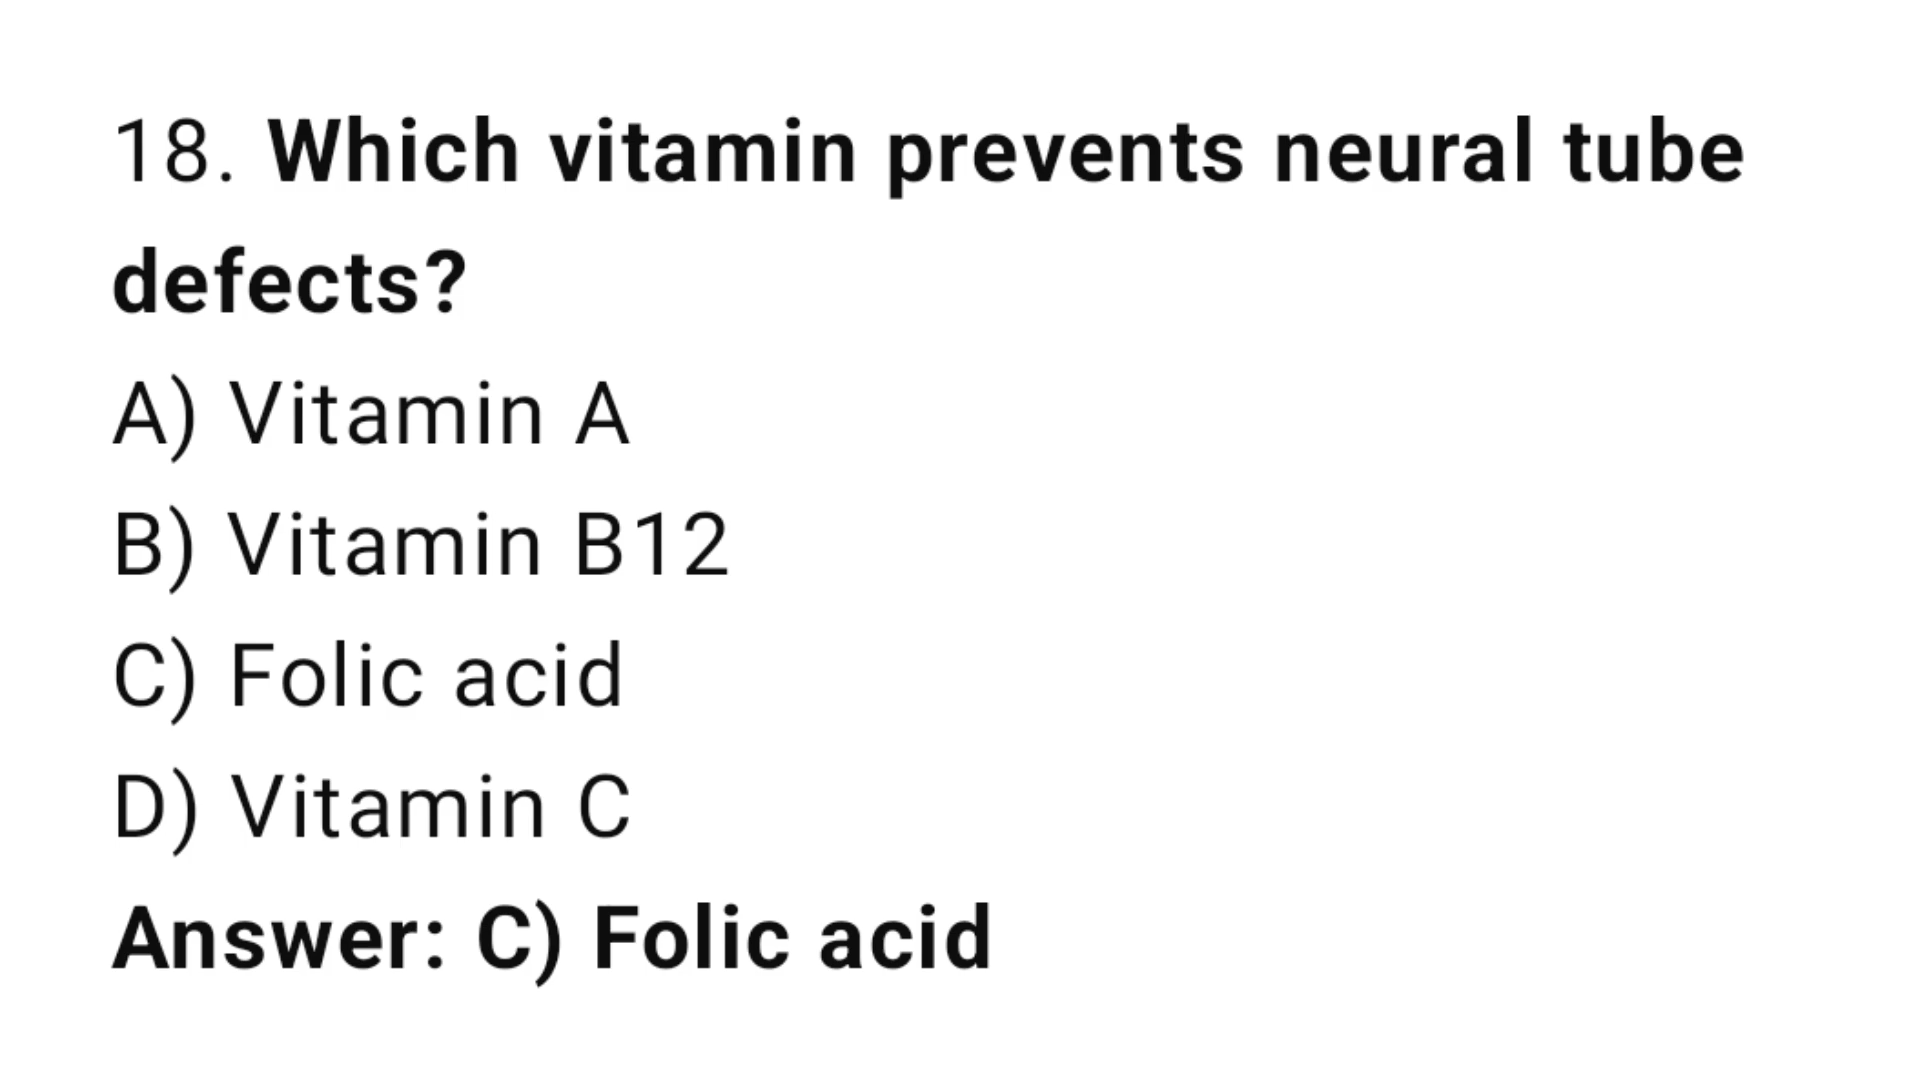 18. Which vitamin prevents neural tube
defects?
A) Vitamin A
B) Vitamin B12
C) Folic acid
D) Vitamin C
Answer: C) Folic acid